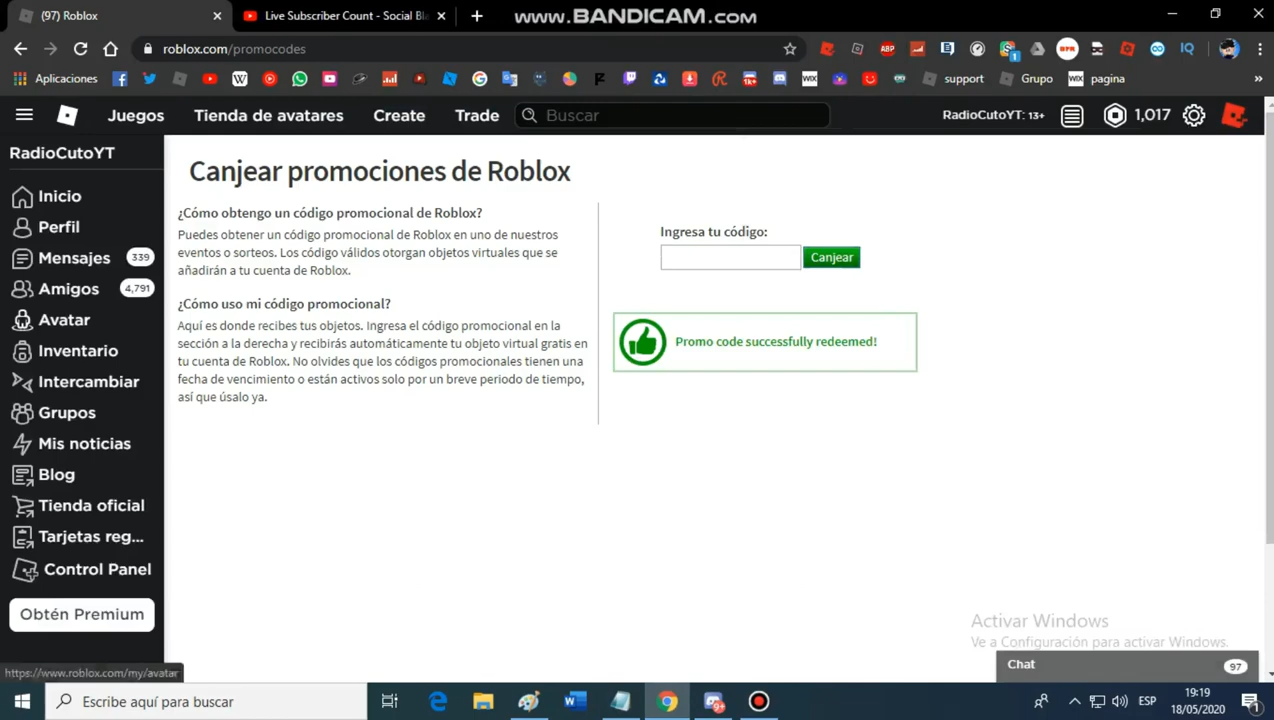 (97) Roblox
Live Subscriber Count - Social Bl
www.BANDICAM.com
roblox.com/promocodes
ABP
1
IQ
Aplicaciones
support
Grupo
WIX
pagina
Juegos
Tienda de avatares
Create
Trade
Buscar
RadioCutoYT: 13+
1,017
RadioCutoYT
Inicio
Perfil
Mensajes
339
Amigos
4,791
Avatar
Inventario
Intercambiar
Grupos
Mis noticias
Blog
Tienda oficial
Tarjetas reg...
Control Panel
Obtén Premium
https://www.roblox.com/my/avatar
Canjear promociones de Roblox
¿Cómo obtengo un código promocional de Roblox?
Puedes obtener un código promocional de Roblox en uno de nuestros
eventos o sorteos. Los código válidos otorgan objetos virtuales que se
añadirán a tu cuenta de Roblox.
¿Cómo uso mi código promocional?
Aquí es donde recibes tus objetos. Ingresa el código promocional en la
sección a la derecha y recibirás automáticamente tu objeto virtual gratis en
tu cuenta de Roblox. No olvides que los códigos promocionales tienen una
fecha de vencimiento o están activos solo por un breve periodo de tiempo,
así que úsalo ya.
Ingresa tu código:
Canjear
Promo code successfully redeemed!
Activar Windows
Ve a Configuración para activar Windows.
Chat
97
Escribe aquí para buscar
ESP
19:19
18/05/2020
1